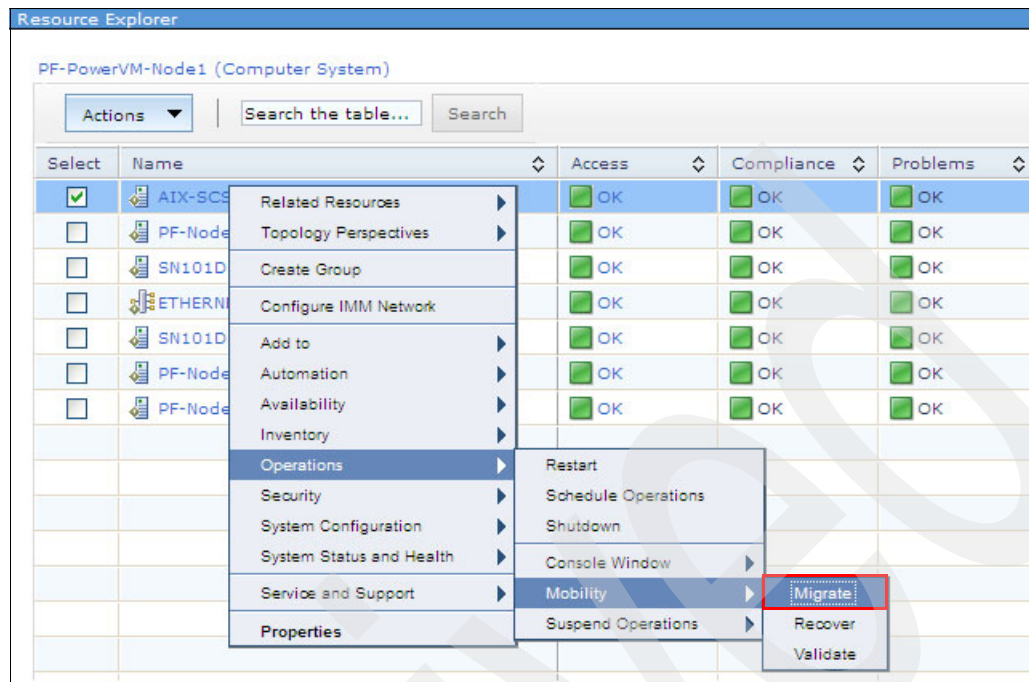 Resource Explorer
PF-PowerVM-Node1 (Computer System)
Actions
Search the table...
Search
Select Name Access Compliance Problems
AIX-SCS OK OK OK
PF-Node OK OK OK
SN101D OK OK OK
ETHERN OK OK OK
SN101D OK OK OK
PF-Node OK OK OK
PF-Node OK OK OK
Related Resources
Topology Perspectives
Create Group
Configure IMM Network
Add to
Automation
Availability
Inventory
Operations
Security
System Configuration
System Status and Health
Service and Support
Properties
Restart
Schedule Operations
Shutdown
Console Window
Mobility
Suspend Operations
Migrate
Recover
Validate